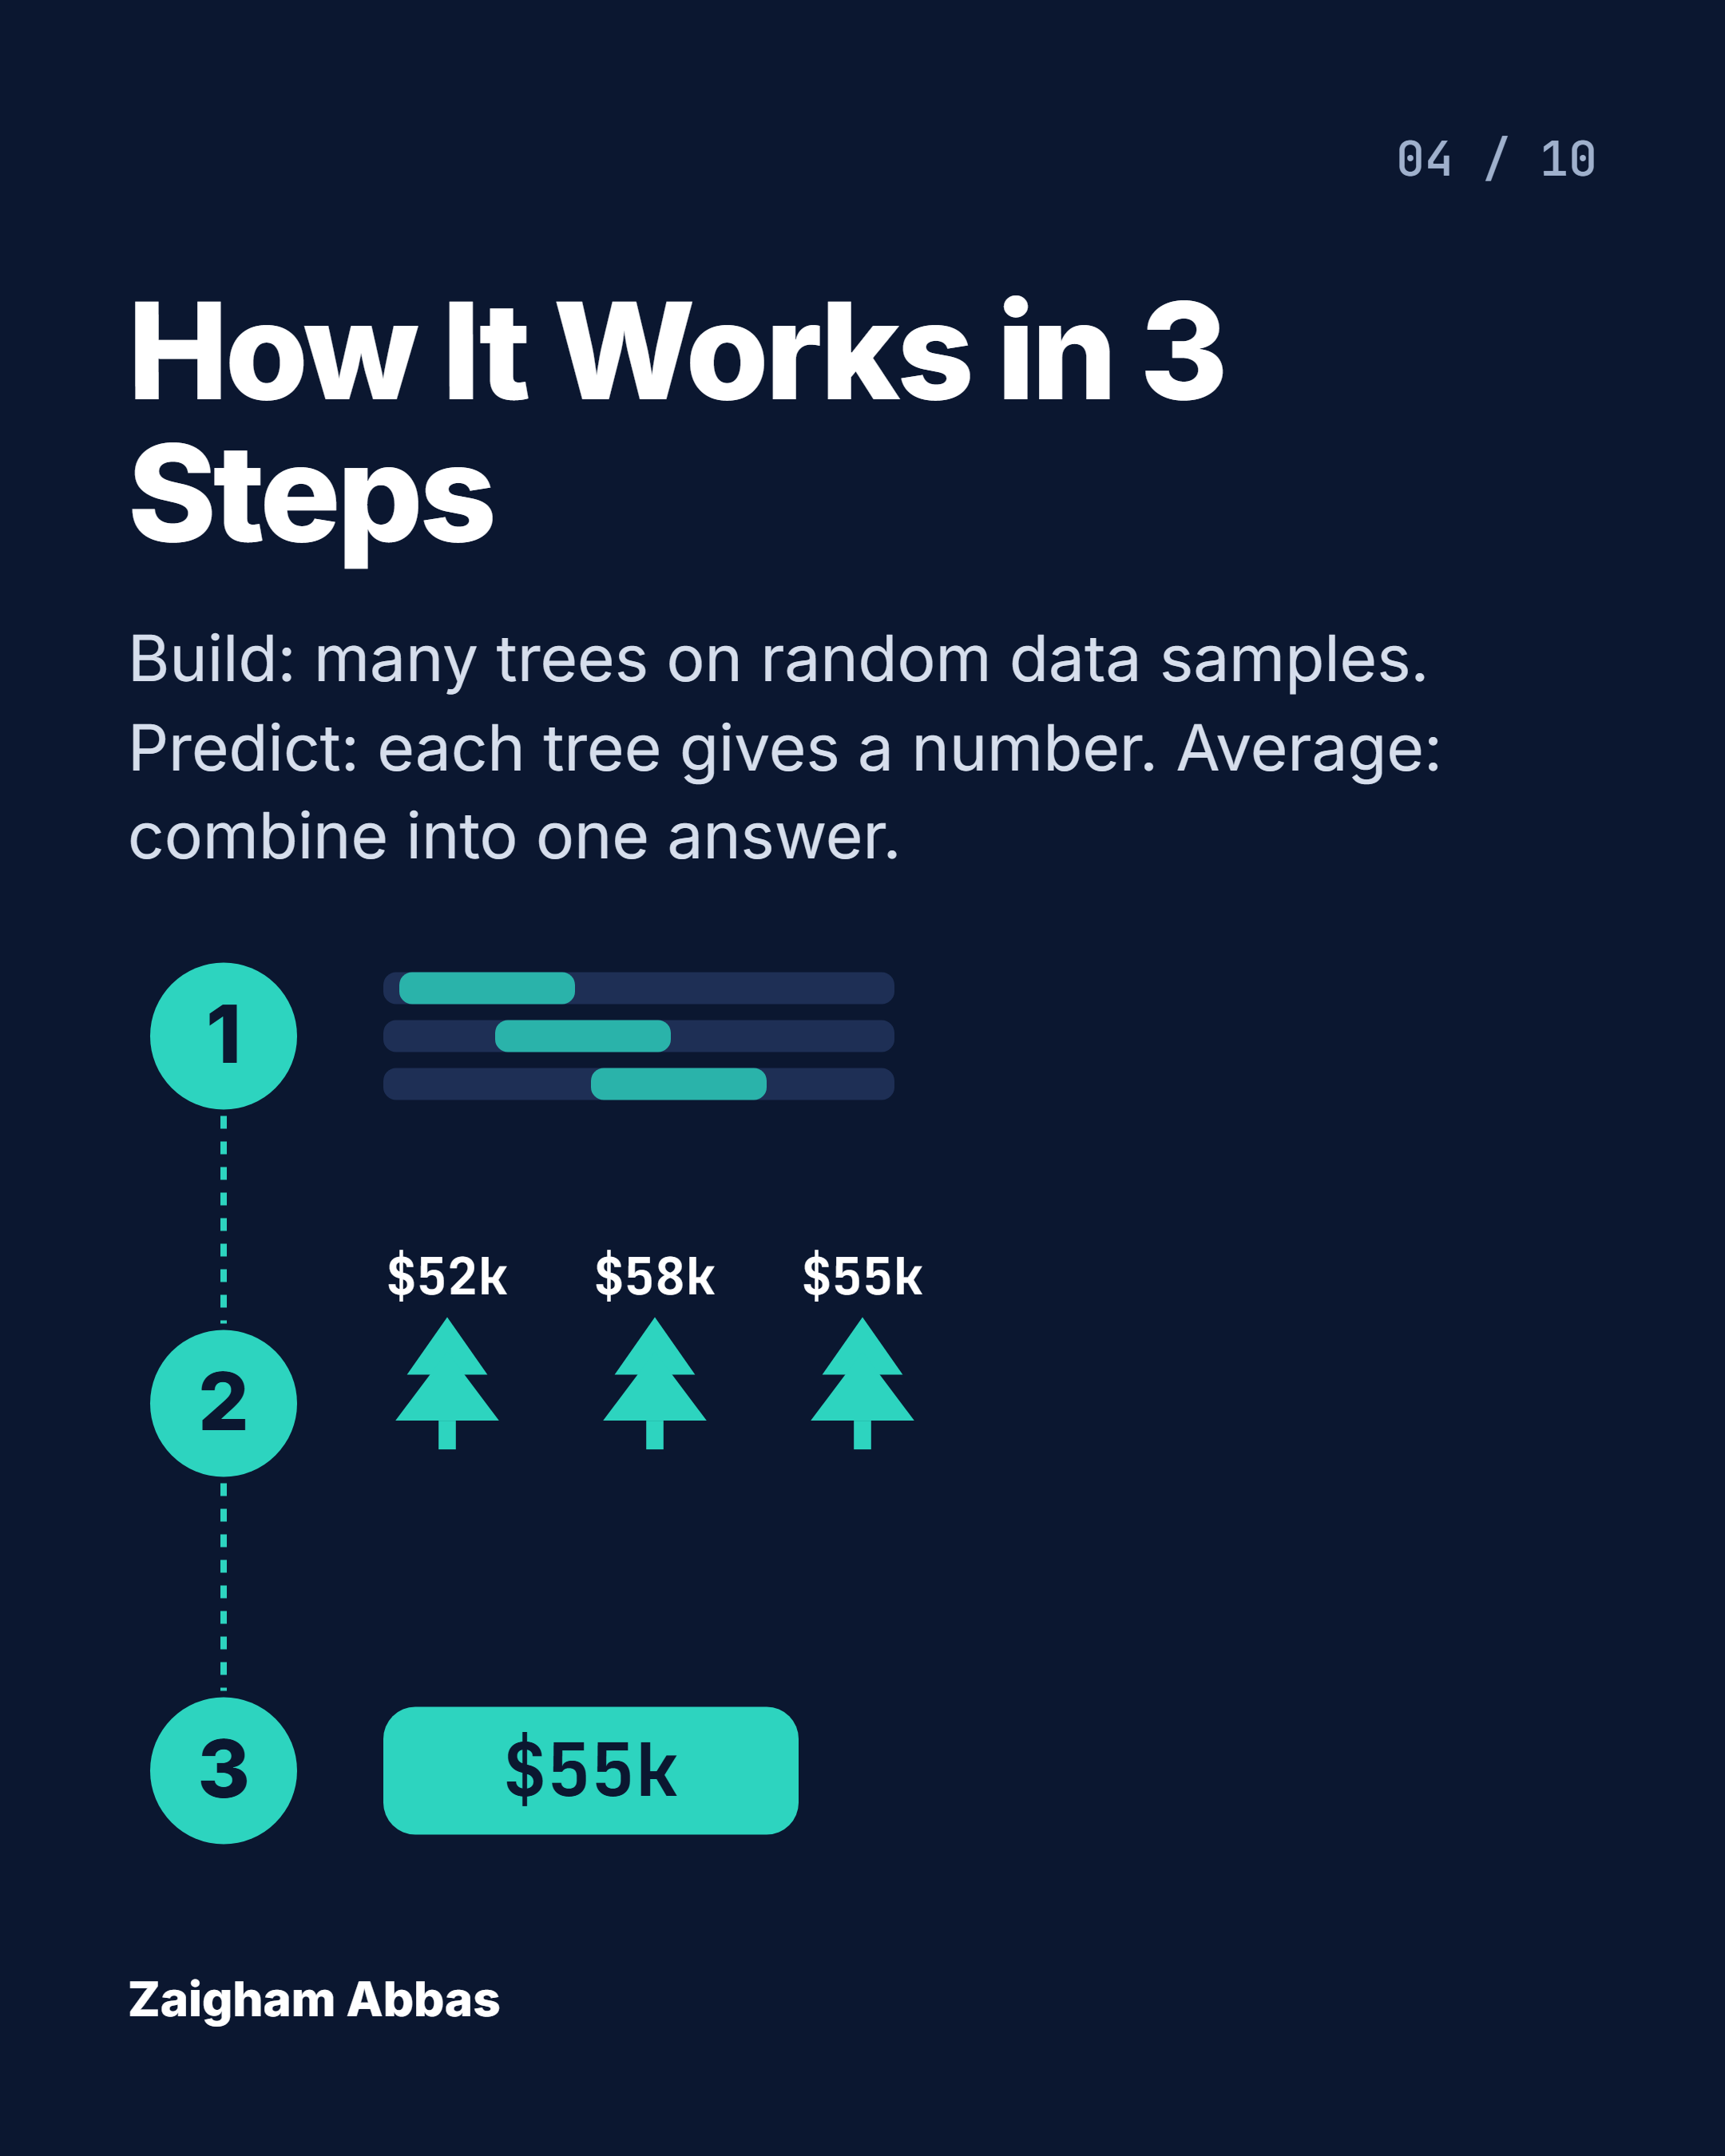 04 / 10
How It Works in 3
Steps
Build: many trees on random data samples.
Predict: each tree gives a number. Average:
combine into one answer.
1
$52k $58k $55k
2
3
$55k
Zaigham Abbas